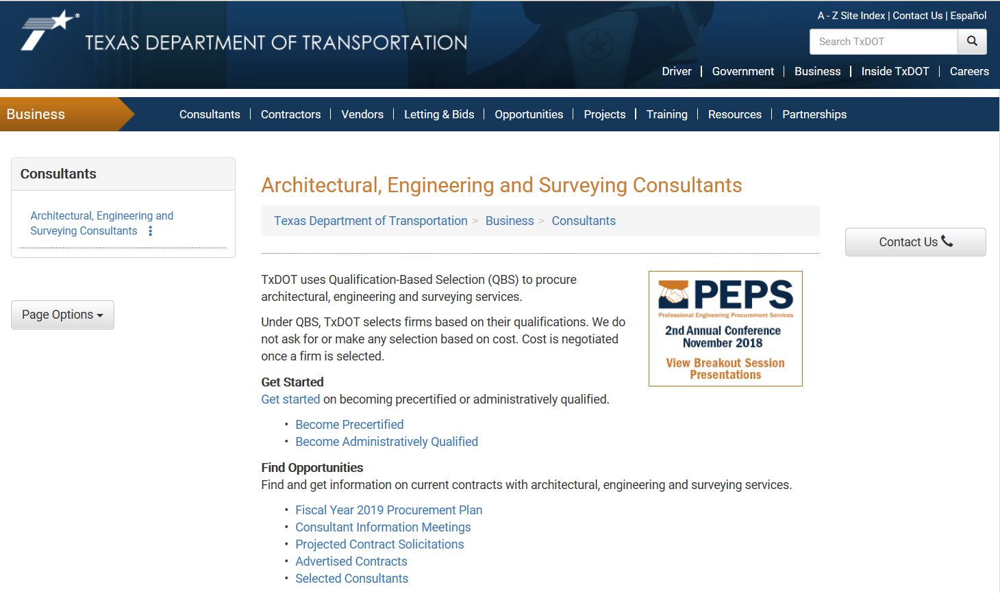 A - Z Site Index | Contact Us | Español
TEXAS DEPARTMENT OF TRANSPORTATION
Search TxDOT
Driver | Government | Business | Inside TxDOT | Careers
Business
Consultants | Contractors | Vendors | Letting & Bids | Opportunities | Projects | Training | Resources | Partnerships
Consultants
Architectural, Engineering and
Surveying Consultants
Page Options
Architectural, Engineering and Surveying Consultants
Texas Department of Transportation > Business > Consultants
Contact Us
TxDOT uses Qualification-Based Selection (QBS) to procure
architectural, engineering and surveying services.
Under QBS, TxDOT selects firms based on their qualifications. We do
not ask for or make any selection based on cost. Cost is negotiated
once a firm is selected.
PEPS
Professional Engineering Procurement Services
2nd Annual Conference
November 2018
View Breakout Session
Presentations
Get Started
Get started on becoming precertified or administratively qualified.
• Become Precertified
• Become Administratively Qualified
Find Opportunities
Find and get information on current contracts with architectural, engineering and surveying services.
• Fiscal Year 2019 Procurement Plan
• Consultant Information Meetings
• Projected Contract Solicitations
• Advertised Contracts
• Selected Consultants